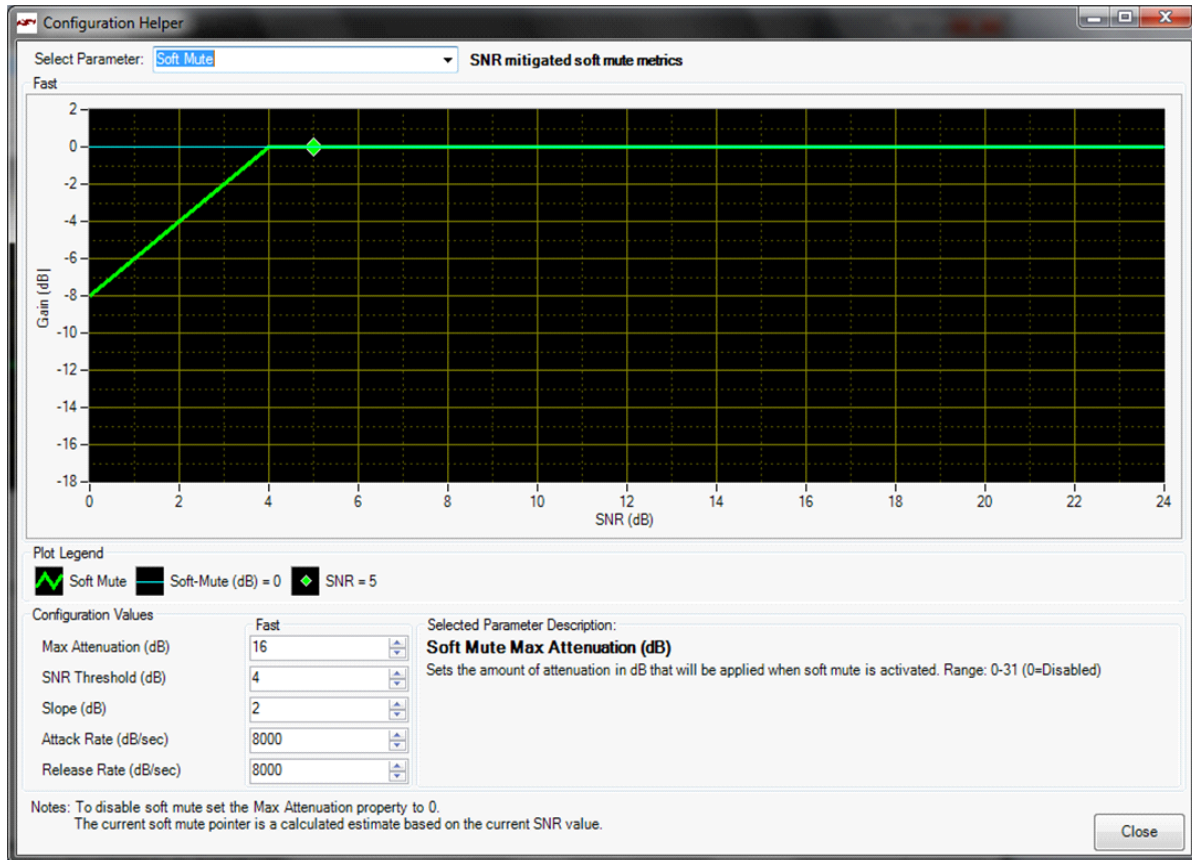 Configuration Helper
Select Parameter: Soft Mute SNR mitigated soft mute metrics
Fast
2
0
-2
-4
-6
-8
-10
-12
-14
-16
-18
Gain (dB)
0 2 4 6 8 10 12 14 16 18 20 22 24
SNR (dB)
Plot Legend
Soft Mute Soft-Mute (dB) = 0 SNR = 5
Configuration Values
Fast
Max Attenuation (dB) 16
SNR Threshold (dB) 4
Slope (dB) 2
Attack Rate (dB/sec) 8000
Release Rate (dB/sec) 8000
Selected Parameter Description:
Soft Mute Max Attenuation (dB)
Sets the amount of attenuation in dB that will be applied when soft mute is activated. Range: 0-31 (0=Disabled)
Notes: To disable soft mute set the Max Attenuation property to 0.
The current soft mute pointer is a calculated estimate based on the current SNR value.
Close